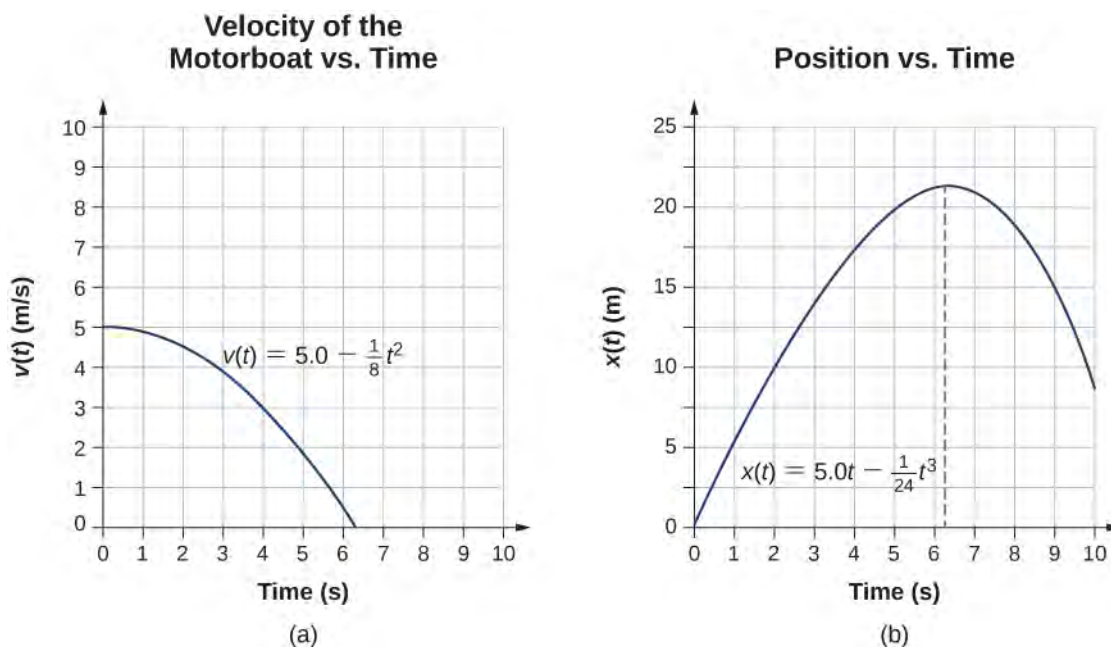 Velocity of the
Motorboat vs. Time
10
9
8
7
6
5
4
3
2
1
0
v(t) (m/s)
v(t) = 5.0 − 1/8 t²
0 1 2 3 4 5 6 7 8 9 10
Time (s)
(a)
Position vs. Time
25
20
15
10
5
0
x(t) (m)
x(t) = 5.0t − 1/24 t³
0 1 2 3 4 5 6 7 8 9 10
Time (s)
(b)